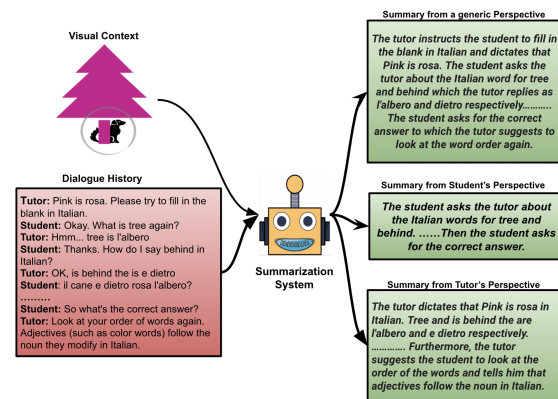 Visual Context
Dialogue History
Tutor: Pink is rosa. Please try to fill in the
blank in Italian.
Student: Okay. What is tree again?
Tutor: Hmm... tree is l'albero
Student: Thanks. How do I say behind in
Italian?
Tutor: OK, is behind the is e dietro
Student: il cane e dietro rosa l'albero?
.........
Student: So what's the correct answer?
Tutor: Look at your order of words again.
Adjectives (such as color words) follow the
noun they modify in Italian.
Summarization
System
Summary from a generic Perspective
The tutor instructs the student to fill in
the blank in Italian and dictates that
Pink is rosa. The student asks the
tutor about the Italian word for tree
and behind which the tutor replies as
l'albero and dietro respectively...........
The student asks for the correct
answer to which the tutor suggests to
look at the word order again.
Summary from Student's Perspective
The student asks the tutor about
the Italian words for tree and
behind. ......Then the student asks
for the correct answer.
Summary from Tutor's Perspective
The tutor dictates that Pink is rosa in
Italian. Tree and is behind the are
l'albero and e dietro respectively.
.............. Furthermore, the tutor
suggests the student to look at the
order of the words and tells him that
adjectives follow the noun in Italian.